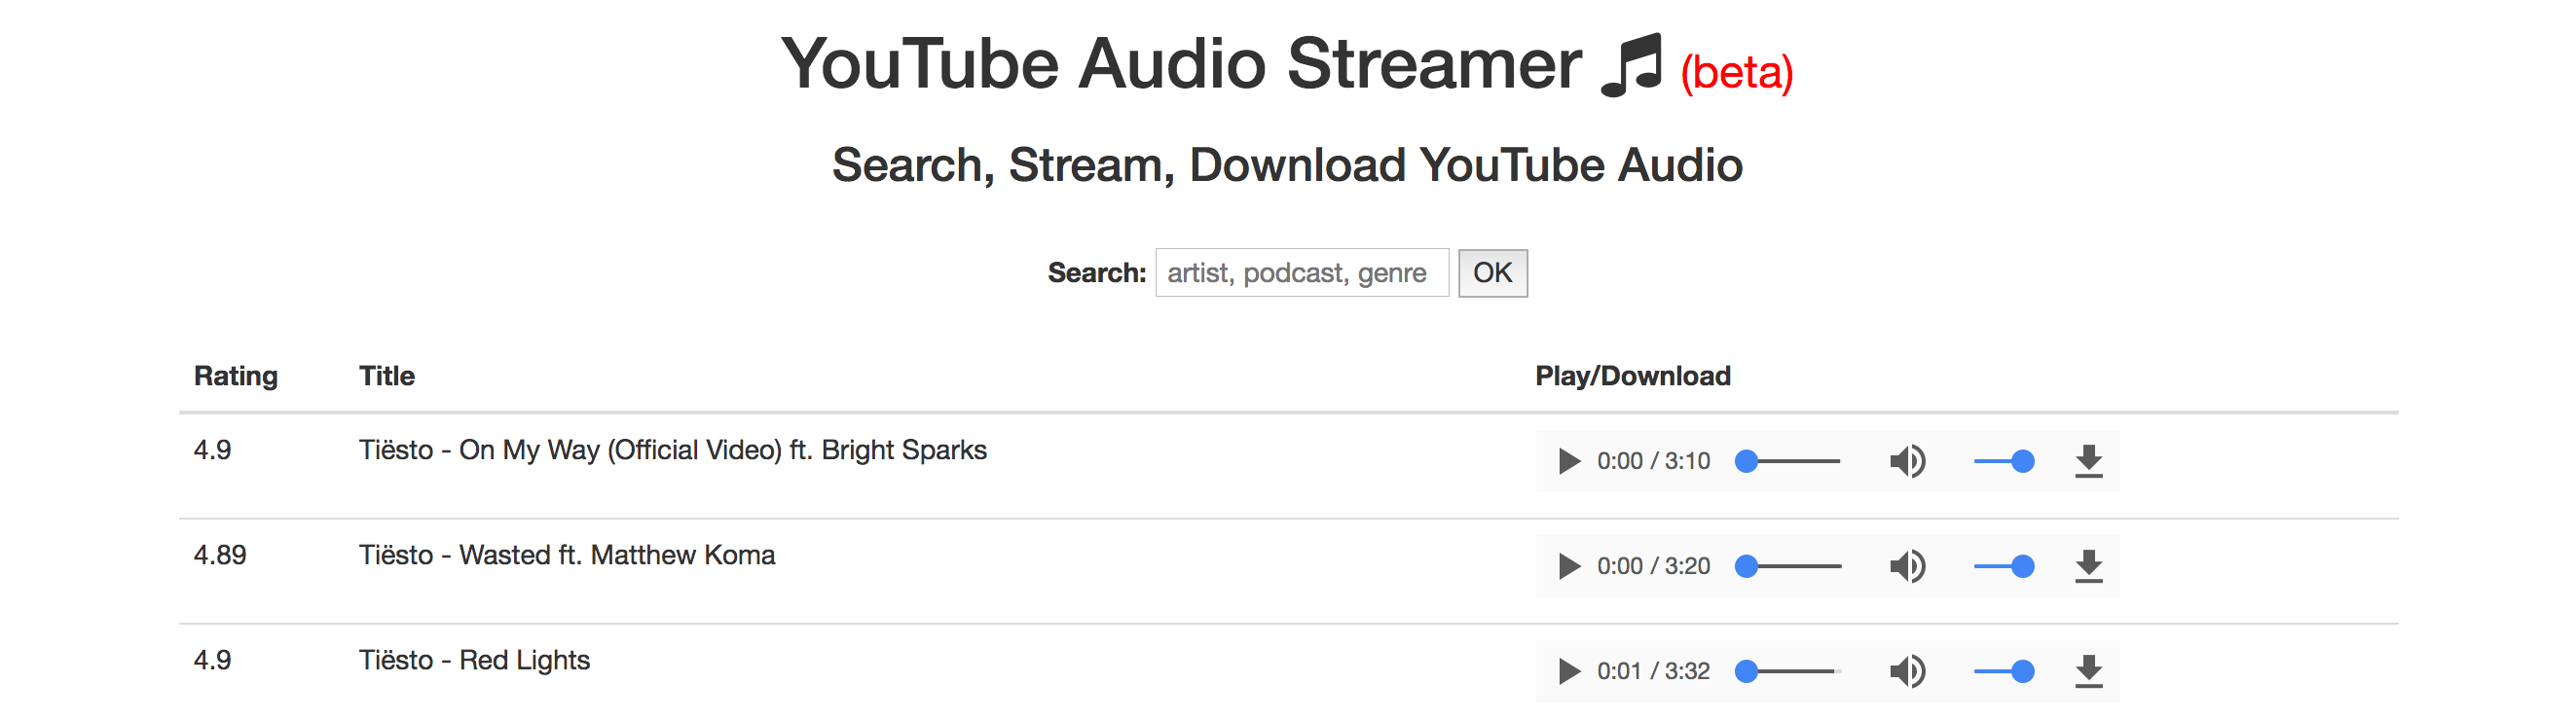 YouTube Audio Streamer (beta)
Search, Stream, Download YouTube Audio
Search: artist, podcast, genre OK
Rating Title Play/Download
4.9 Tiësto - On My Way (Official Video) ft. Bright Sparks 0:00 / 3:10
4.89 Tiësto - Wasted ft. Matthew Koma 0:00 / 3:20
4.9 Tiësto - Red Lights 0:01 / 3:32